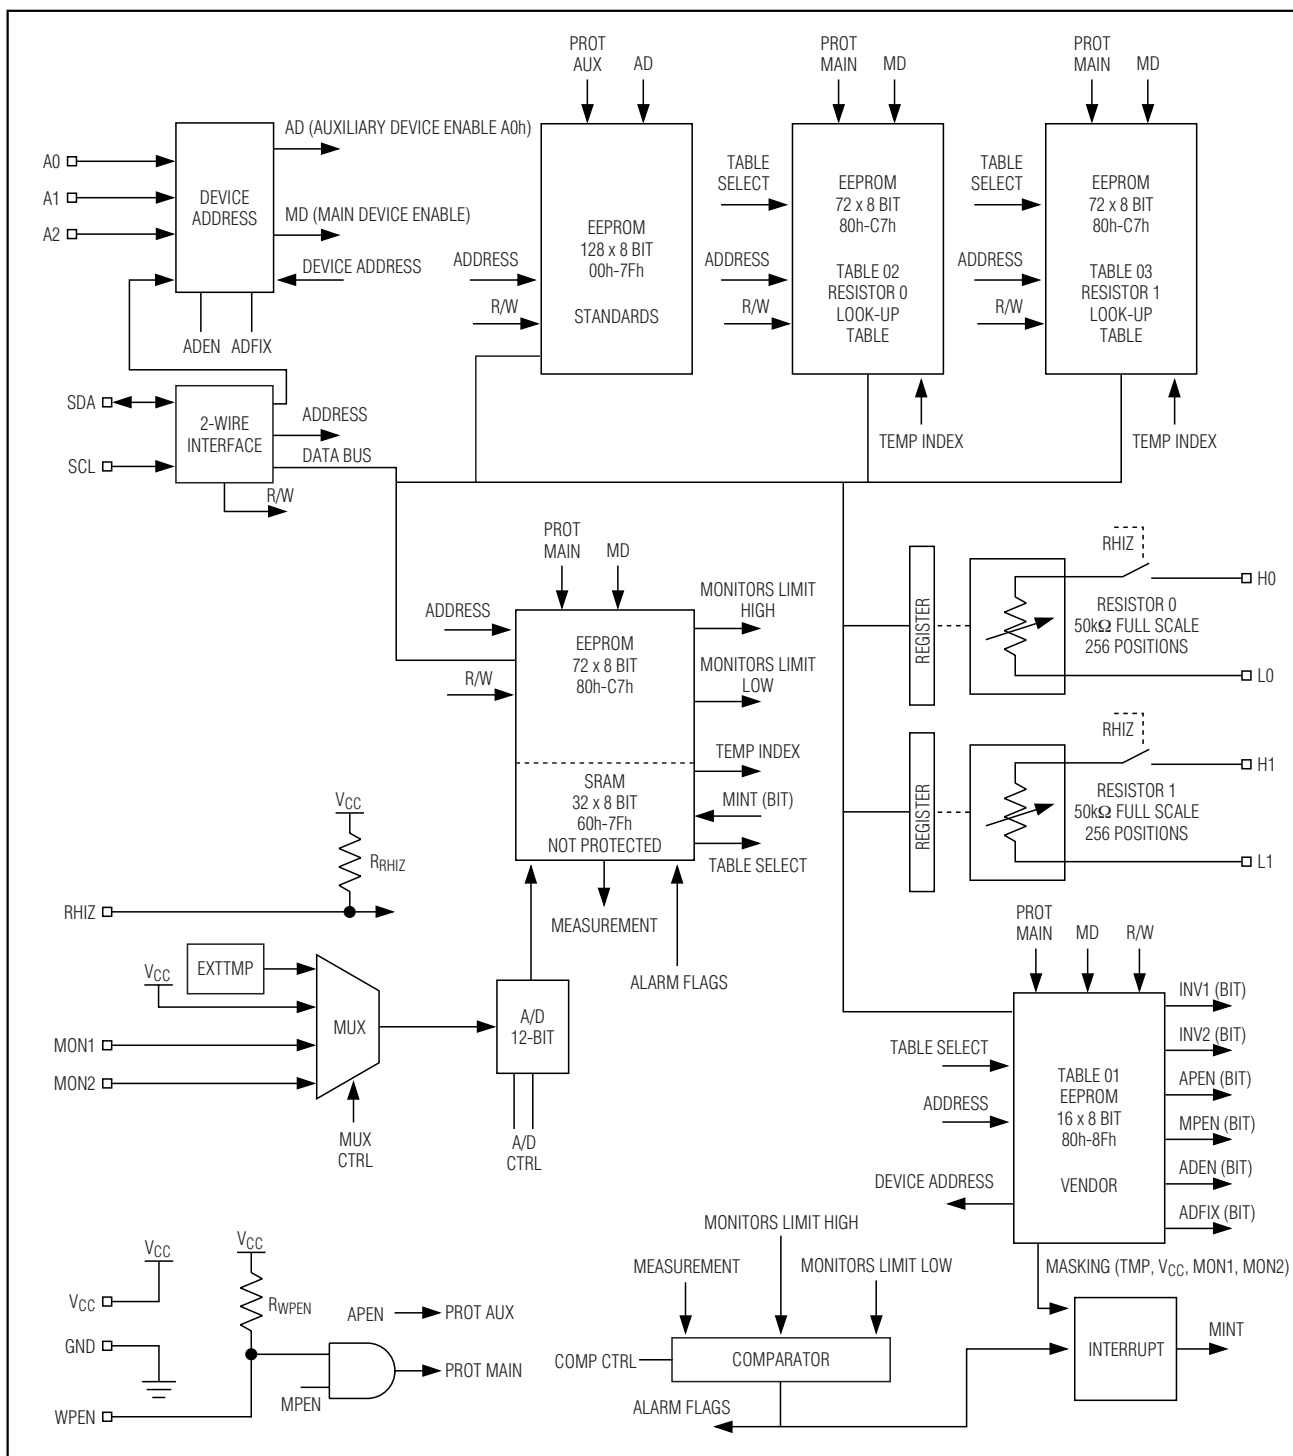 PROT
AUX
AD
PROT
MAIN
MD
PROT
MAIN
MD
AD (AUXILIARY DEVICE ENABLE A0h)
A0
A1
A2
DEVICE
ADDRESS
MD (MAIN DEVICE ENABLE)
DEVICE ADDRESS
ADEN
ADFIX
ADDRESS
R/W
EEPROM
128 x 8 BIT
00h-7Fh
STANDARDS
TABLE
SELECT
ADDRESS
R/W
EEPROM
72 x 8 BIT
80h-C7h
TABLE 02
RESISTOR 0
LOOK-UP
TABLE
TEMP INDEX
TABLE
SELECT
ADDRESS
R/W
EEPROM
72 x 8 BIT
80h-C7h
TABLE 03
RESISTOR 1
LOOK-UP
TABLE
TEMP INDEX
SDA
SCL
2-WIRE
INTERFACE
ADDRESS
DATA BUS
R/W
PROT
MAIN
MD
ADDRESS
R/W
EEPROM
72 x 8 BIT
80h-C7h
SRAM
32 x 8 BIT
60h-7Fh
NOT PROTECTED
MONITORS LIMIT
HIGH
MONITORS LIMIT
LOW
TEMP INDEX
MINT (BIT)
TABLE SELECT
MEASUREMENT
ALARM FLAGS
REGISTER
RHIZ
H0
RESISTOR 0
50kΩ FULL SCALE
256 POSITIONS
L0
REGISTER
RHIZ
H1
RESISTOR 1
50kΩ FULL SCALE
256 POSITIONS
L1
VCC
RRHIZ
RHIZ
EXTTMP
VCC
MON1
MON2
MUX
MUX
CTRL
A/D
12-BIT
A/D
CTRL
PROT
MAIN
MD
R/W
TABLE SELECT
ADDRESS
DEVICE ADDRESS
TABLE 01
EEPROM
16 x 8 BIT
80h-8Fh
VENDOR
INV1 (BIT)
INV2 (BIT)
APEN (BIT)
MPEN (BIT)
ADEN (BIT)
ADFIX (BIT)
MASKING (TMP, VCC, MON1, MON2)
VCC
VCC
GND
WPEN
VCC
RWPEN
APEN
PROT AUX
MPEN
PROT MAIN
MEASUREMENT
MONITORS LIMIT HIGH
MONITORS LIMIT LOW
COMP CTRL
COMPARATOR
ALARM FLAGS
INTERRUPT
MINT